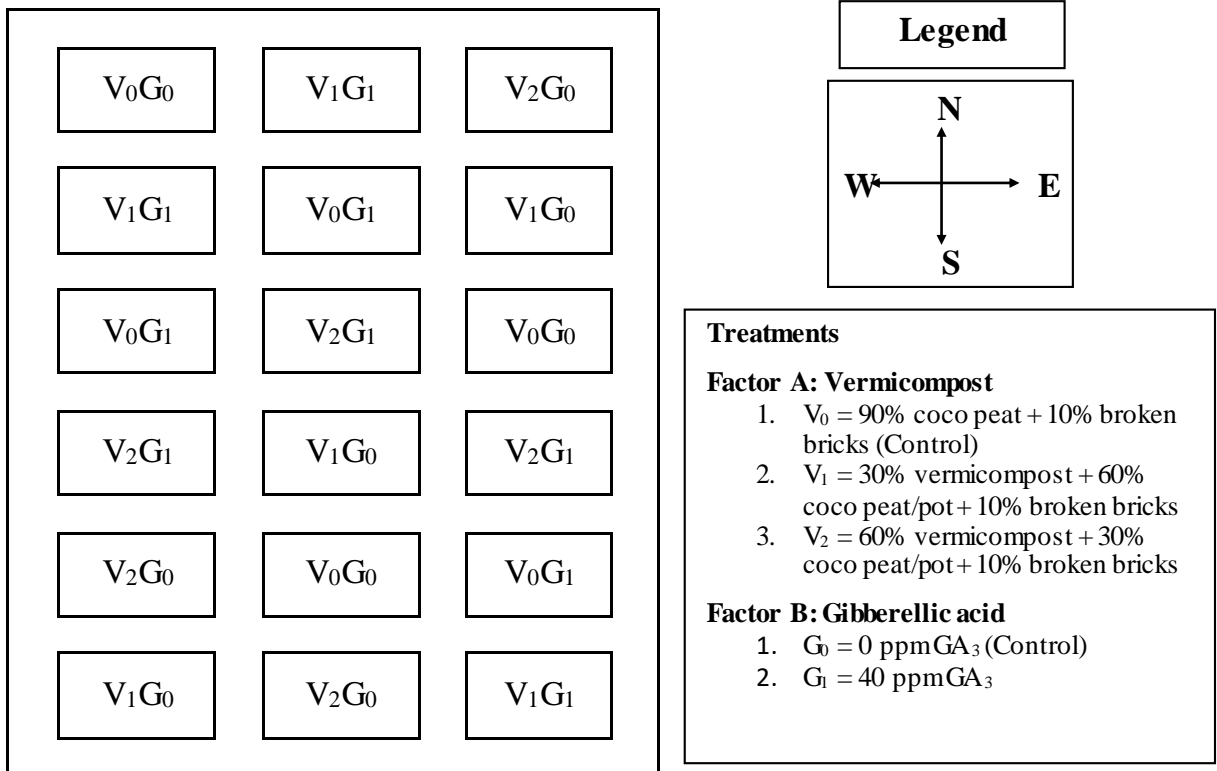 V₀G₀ V₁G₁ V₂G₀
V₁G₁ V₀G₁ V₁G₀
V₀G₁ V₂G₁ V₀G₀
V₂G₁ V₁G₀ V₂G₁
V₂G₀ V₀G₀ V₀G₁
V₁G₀ V₂G₀ V₁G₁
Legend
N
W E
S
Treatments
Factor A: Vermicompost
1. V₀ = 90% coco peat + 10% broken
bricks (Control)
2. V₁ = 30% vermicompost + 60%
coco peat/pot + 10% broken bricks
3. V₂ = 60% vermicompost + 30%
coco peat/pot + 10% broken bricks
Factor B: Gibberellic acid
1. G₀ = 0 ppm GA₃ (Control)
2. G₁ = 40 ppm GA₃